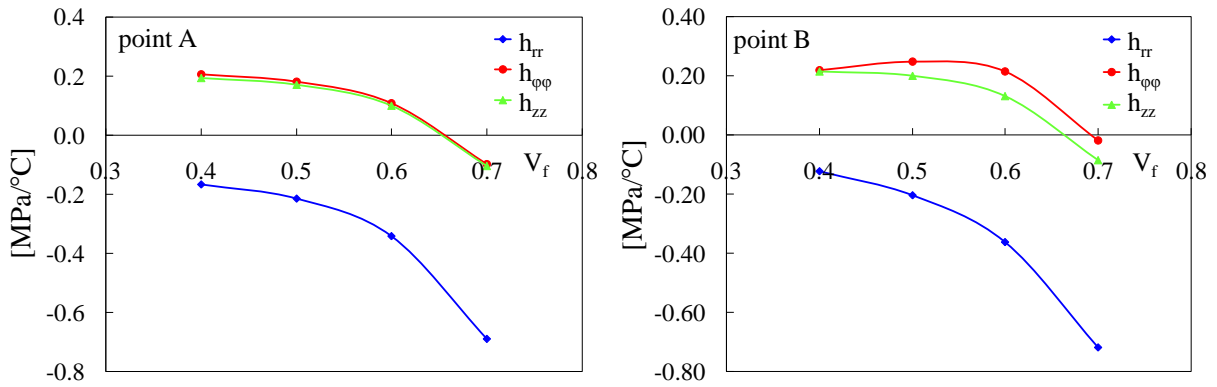 0.4
point A
h_rr
h_φφ
h_zz
0.2
0.0
0.3 0.4 0.5 0.6 0.7 0.8
V_f
-0.2
-0.4
-0.6
-0.8
[MPa/°C]
0.40
point B
h_rr
h_φφ
h_zz
0.20
0.00
0.3 0.4 0.5 0.6 0.7 0.8
V_f
-0.20
-0.40
-0.60
-0.80
[MPa/°C]